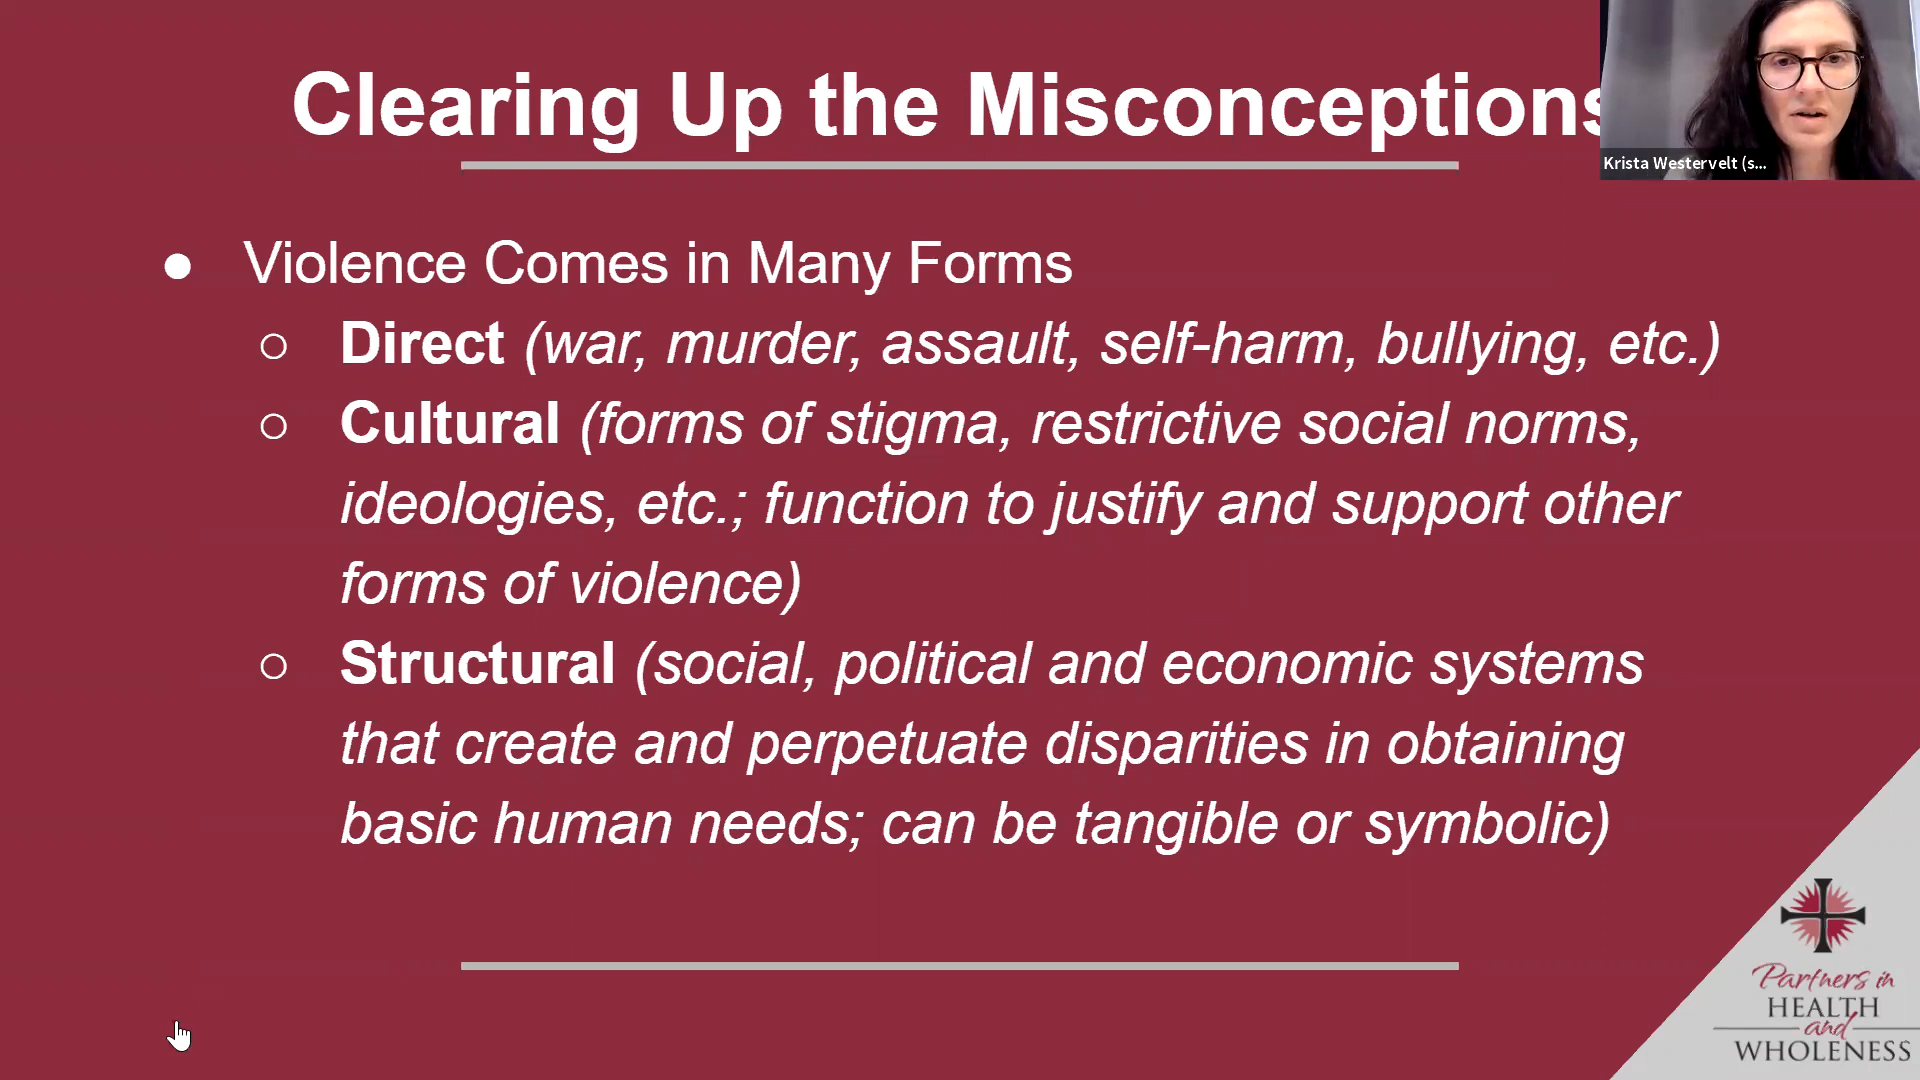 Clearing Up the Misconceptions
Krista Westervelt (s...
● Violence Comes in Many Forms
○ Direct (war, murder, assault, self-harm, bullying, etc.)
○ Cultural (forms of stigma, restrictive social norms,
ideologies, etc.; function to justify and support other
forms of violence)
○ Structural (social, political and economic systems
that create and perpetuate disparities in obtaining
basic human needs; can be tangible or symbolic)
Partners in
HEALTH
and
WHOLENESS